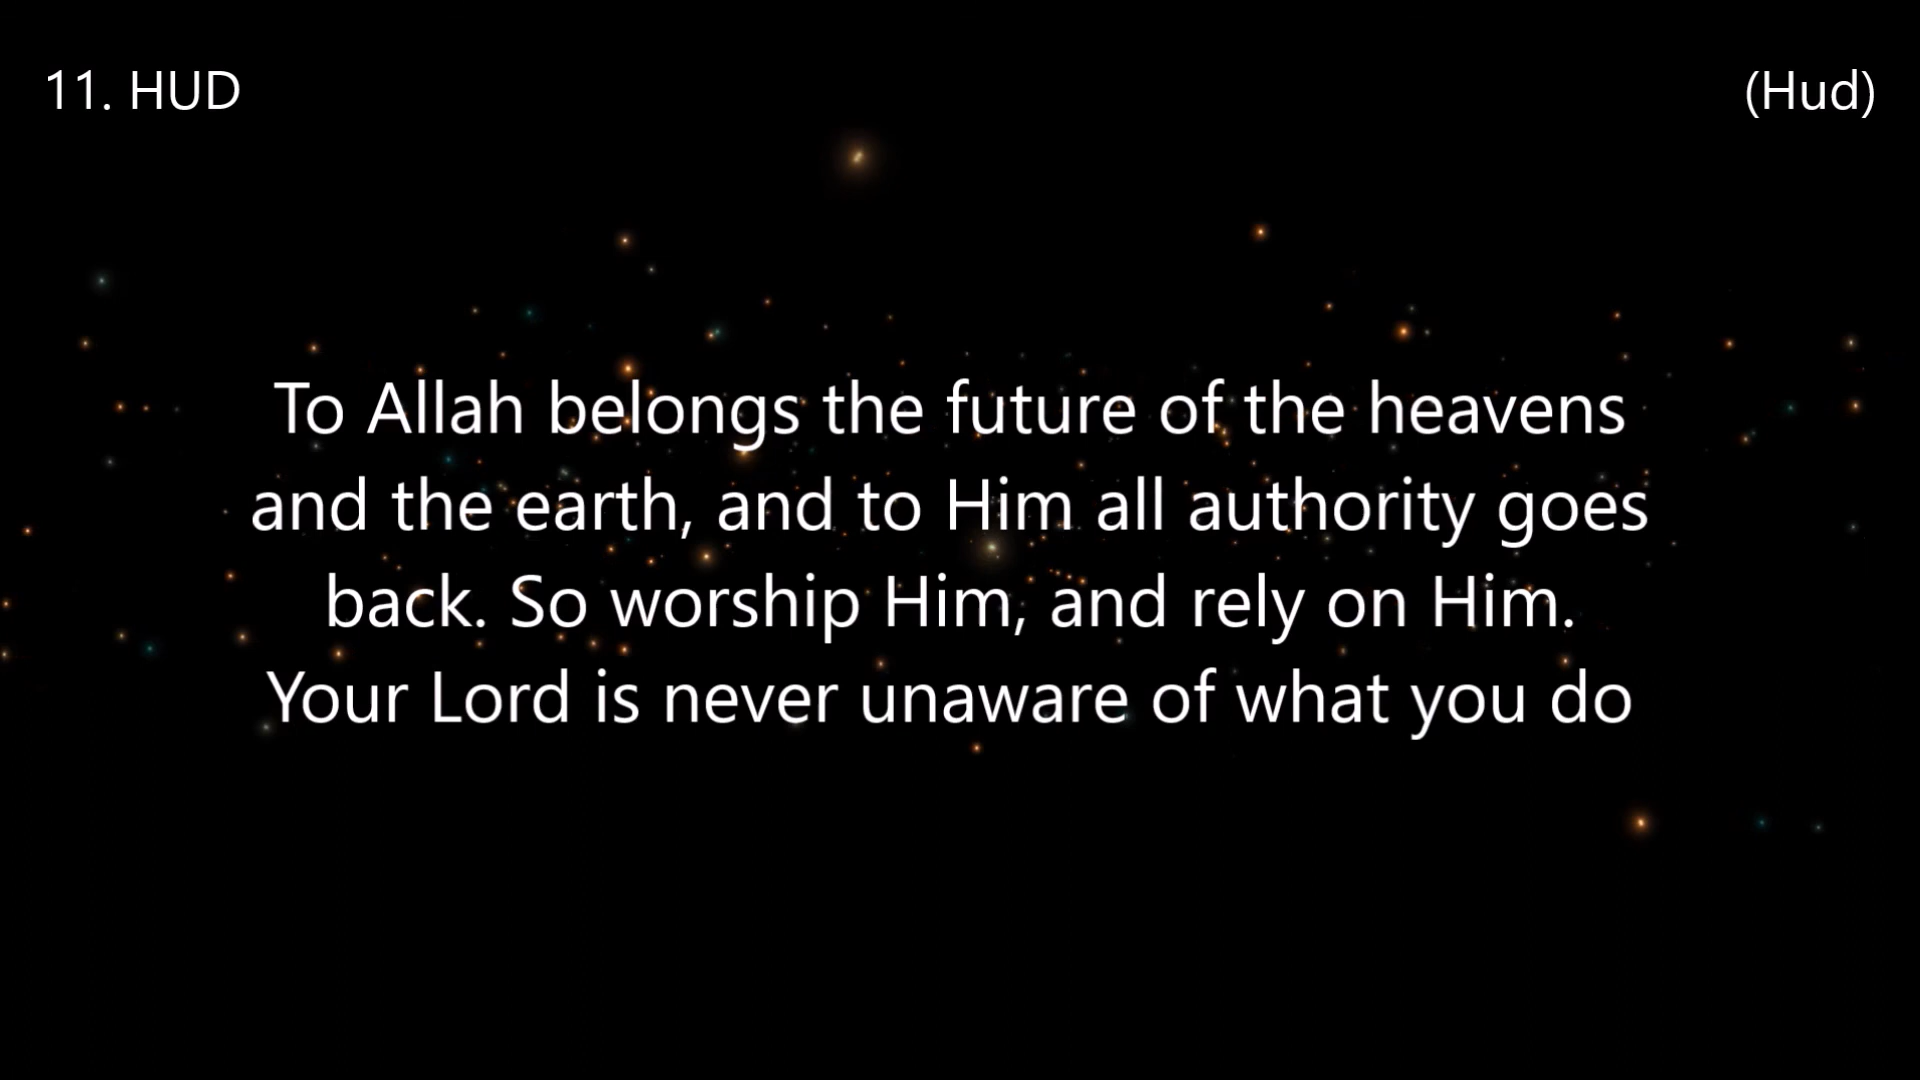 11. HUD
(Hud)
To Allah belongs the future of the heavens
and the earth, and to Him all authority goes
back. So worship Him, and rely on Him.
Your Lord is never unaware of what you do